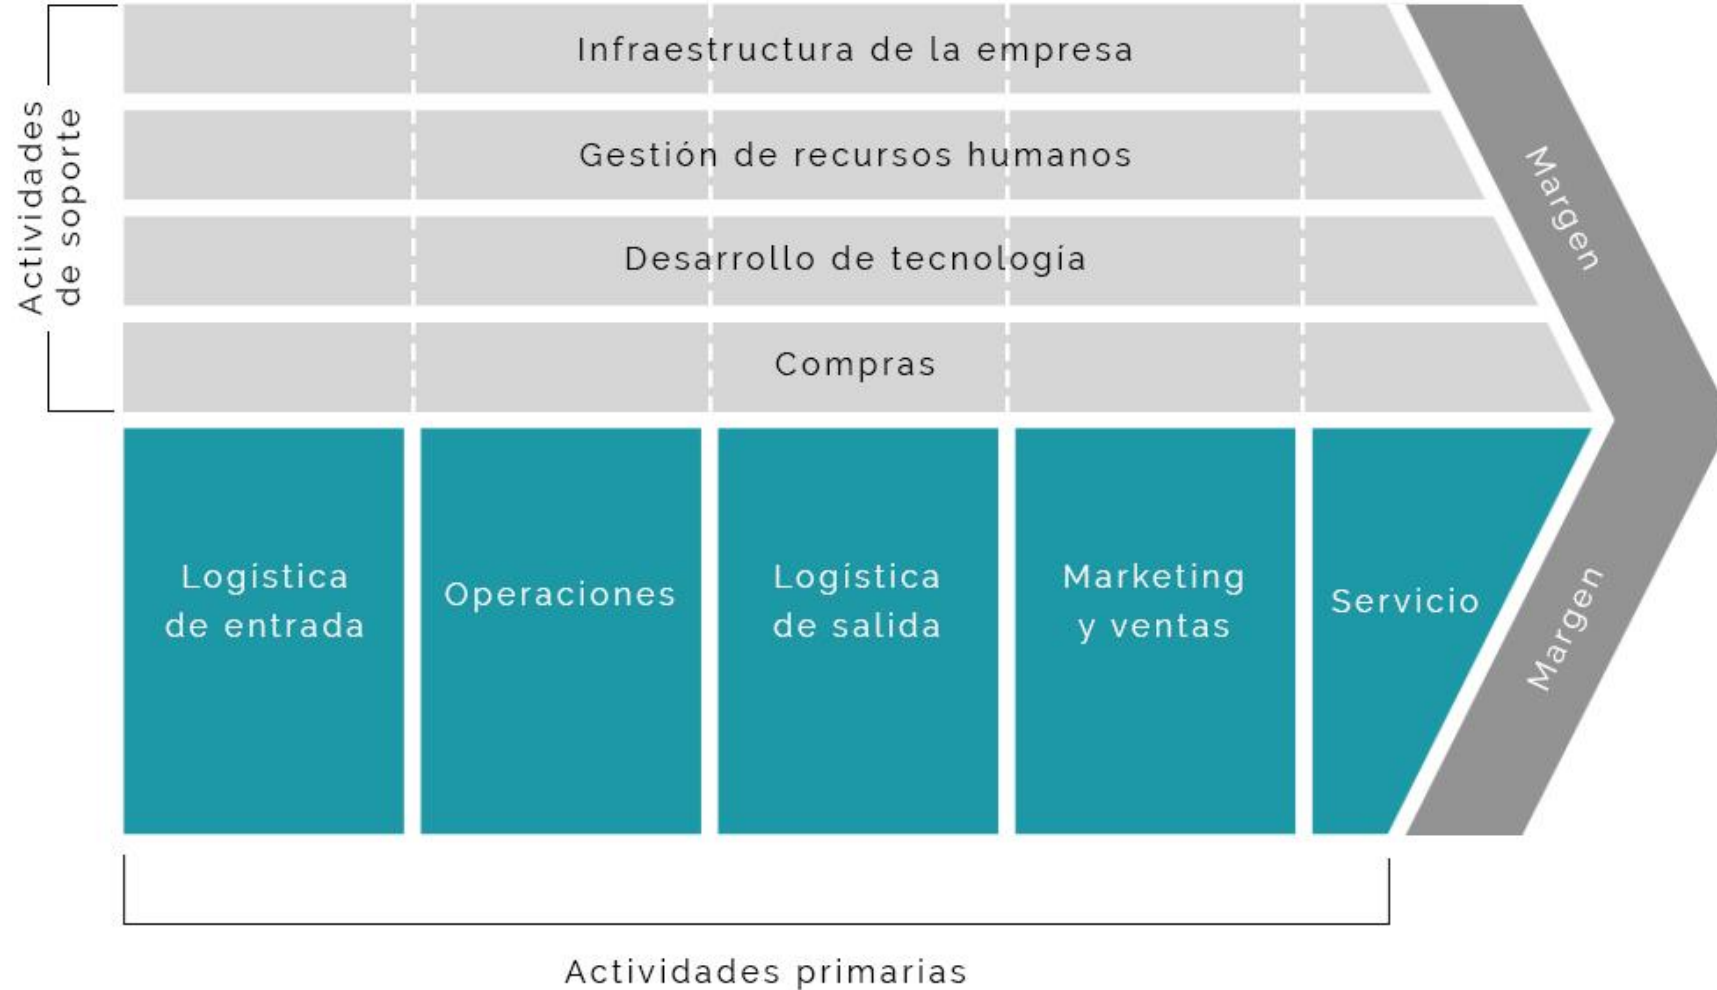 Actividades
de soporte
Infraestructura de la empresa
Gestión de recursos humanos
Desarrollo de tecnología
Compras
Margen
Logística
de entrada
Operaciones
Logística
de salida
Marketing
y ventas
Servicio
Margen
Actividades primarias